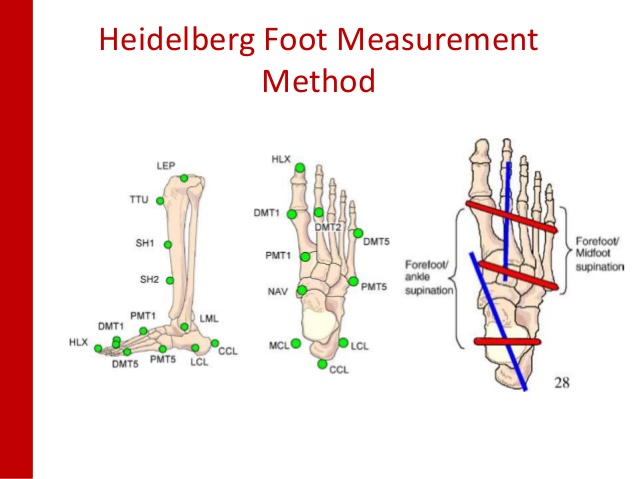 Heidelberg Foot Measurement
Method
LEP
TTU
SH1
SH2
PMT1
LML
DMT1
HLX
CCL
DMT5
PMT5
LCL
HLX
DMT1
DMT2
DMT5
PMT1
NAV
PMT5
MCL
LCL
CCL
Forefoot/
ankle
supination
Forefoot/
Midfoot
supination
28